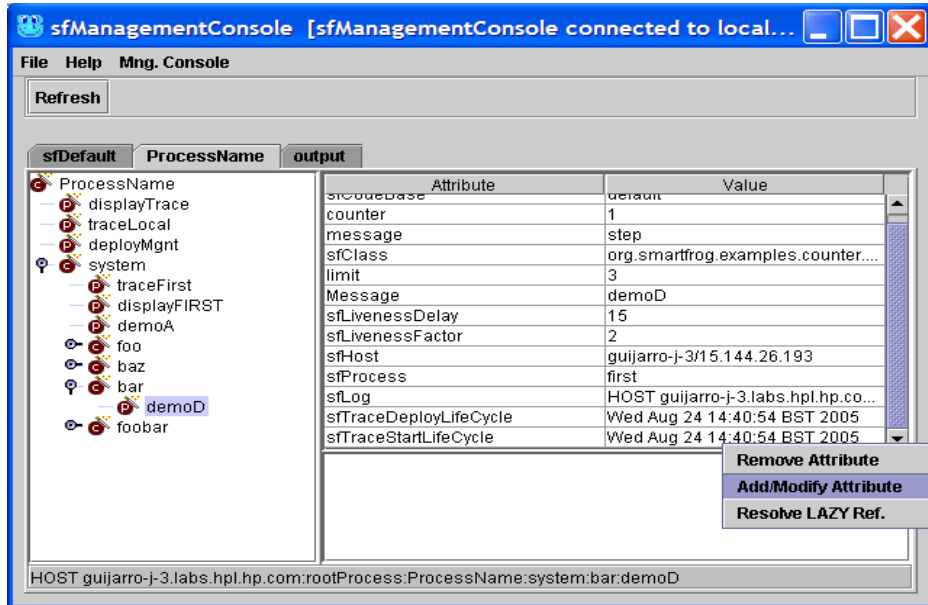 sfManagementConsole [sfManagementConsole connected to local...
File Help Mng. Console
Refresh
sfDefault ProcessName output
ProcessName
displayTrace
traceLocal
deployMgnt
system
traceFirst
displayFIRST
demoA
foo
baz
bar
demoD
foobar
Attribute Value
sfCodeBase default
counter 1
message step
sfClass org.smartfrog.examples.counter....
limit 3
Message demoD
sfLivenessDelay 15
sfLivenessFactor 2
sfHost guijarro-j-3/15.144.26.193
sfProcess first
sfLog HOST guijarro-j-3.labs.hpl.hp.co...
sfTraceDeployLifeCycle Wed Aug 24 14:40:54 BST 2005
sfTraceStartLifeCycle Wed Aug 24 14:40:54 BST 2005
Remove Attribute
Add/Modify Attribute
Resolve LAZY Ref.
HOST guijarro-j-3.labs.hpl.hp.com:rootProcess:ProcessName:system:bar:demoD